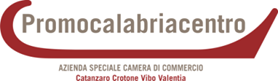 Promocalabriacentro
AZIENDA SPECIALE CAMERA DI COMMERCIO
Catanzaro Crotone Vibo Valentia